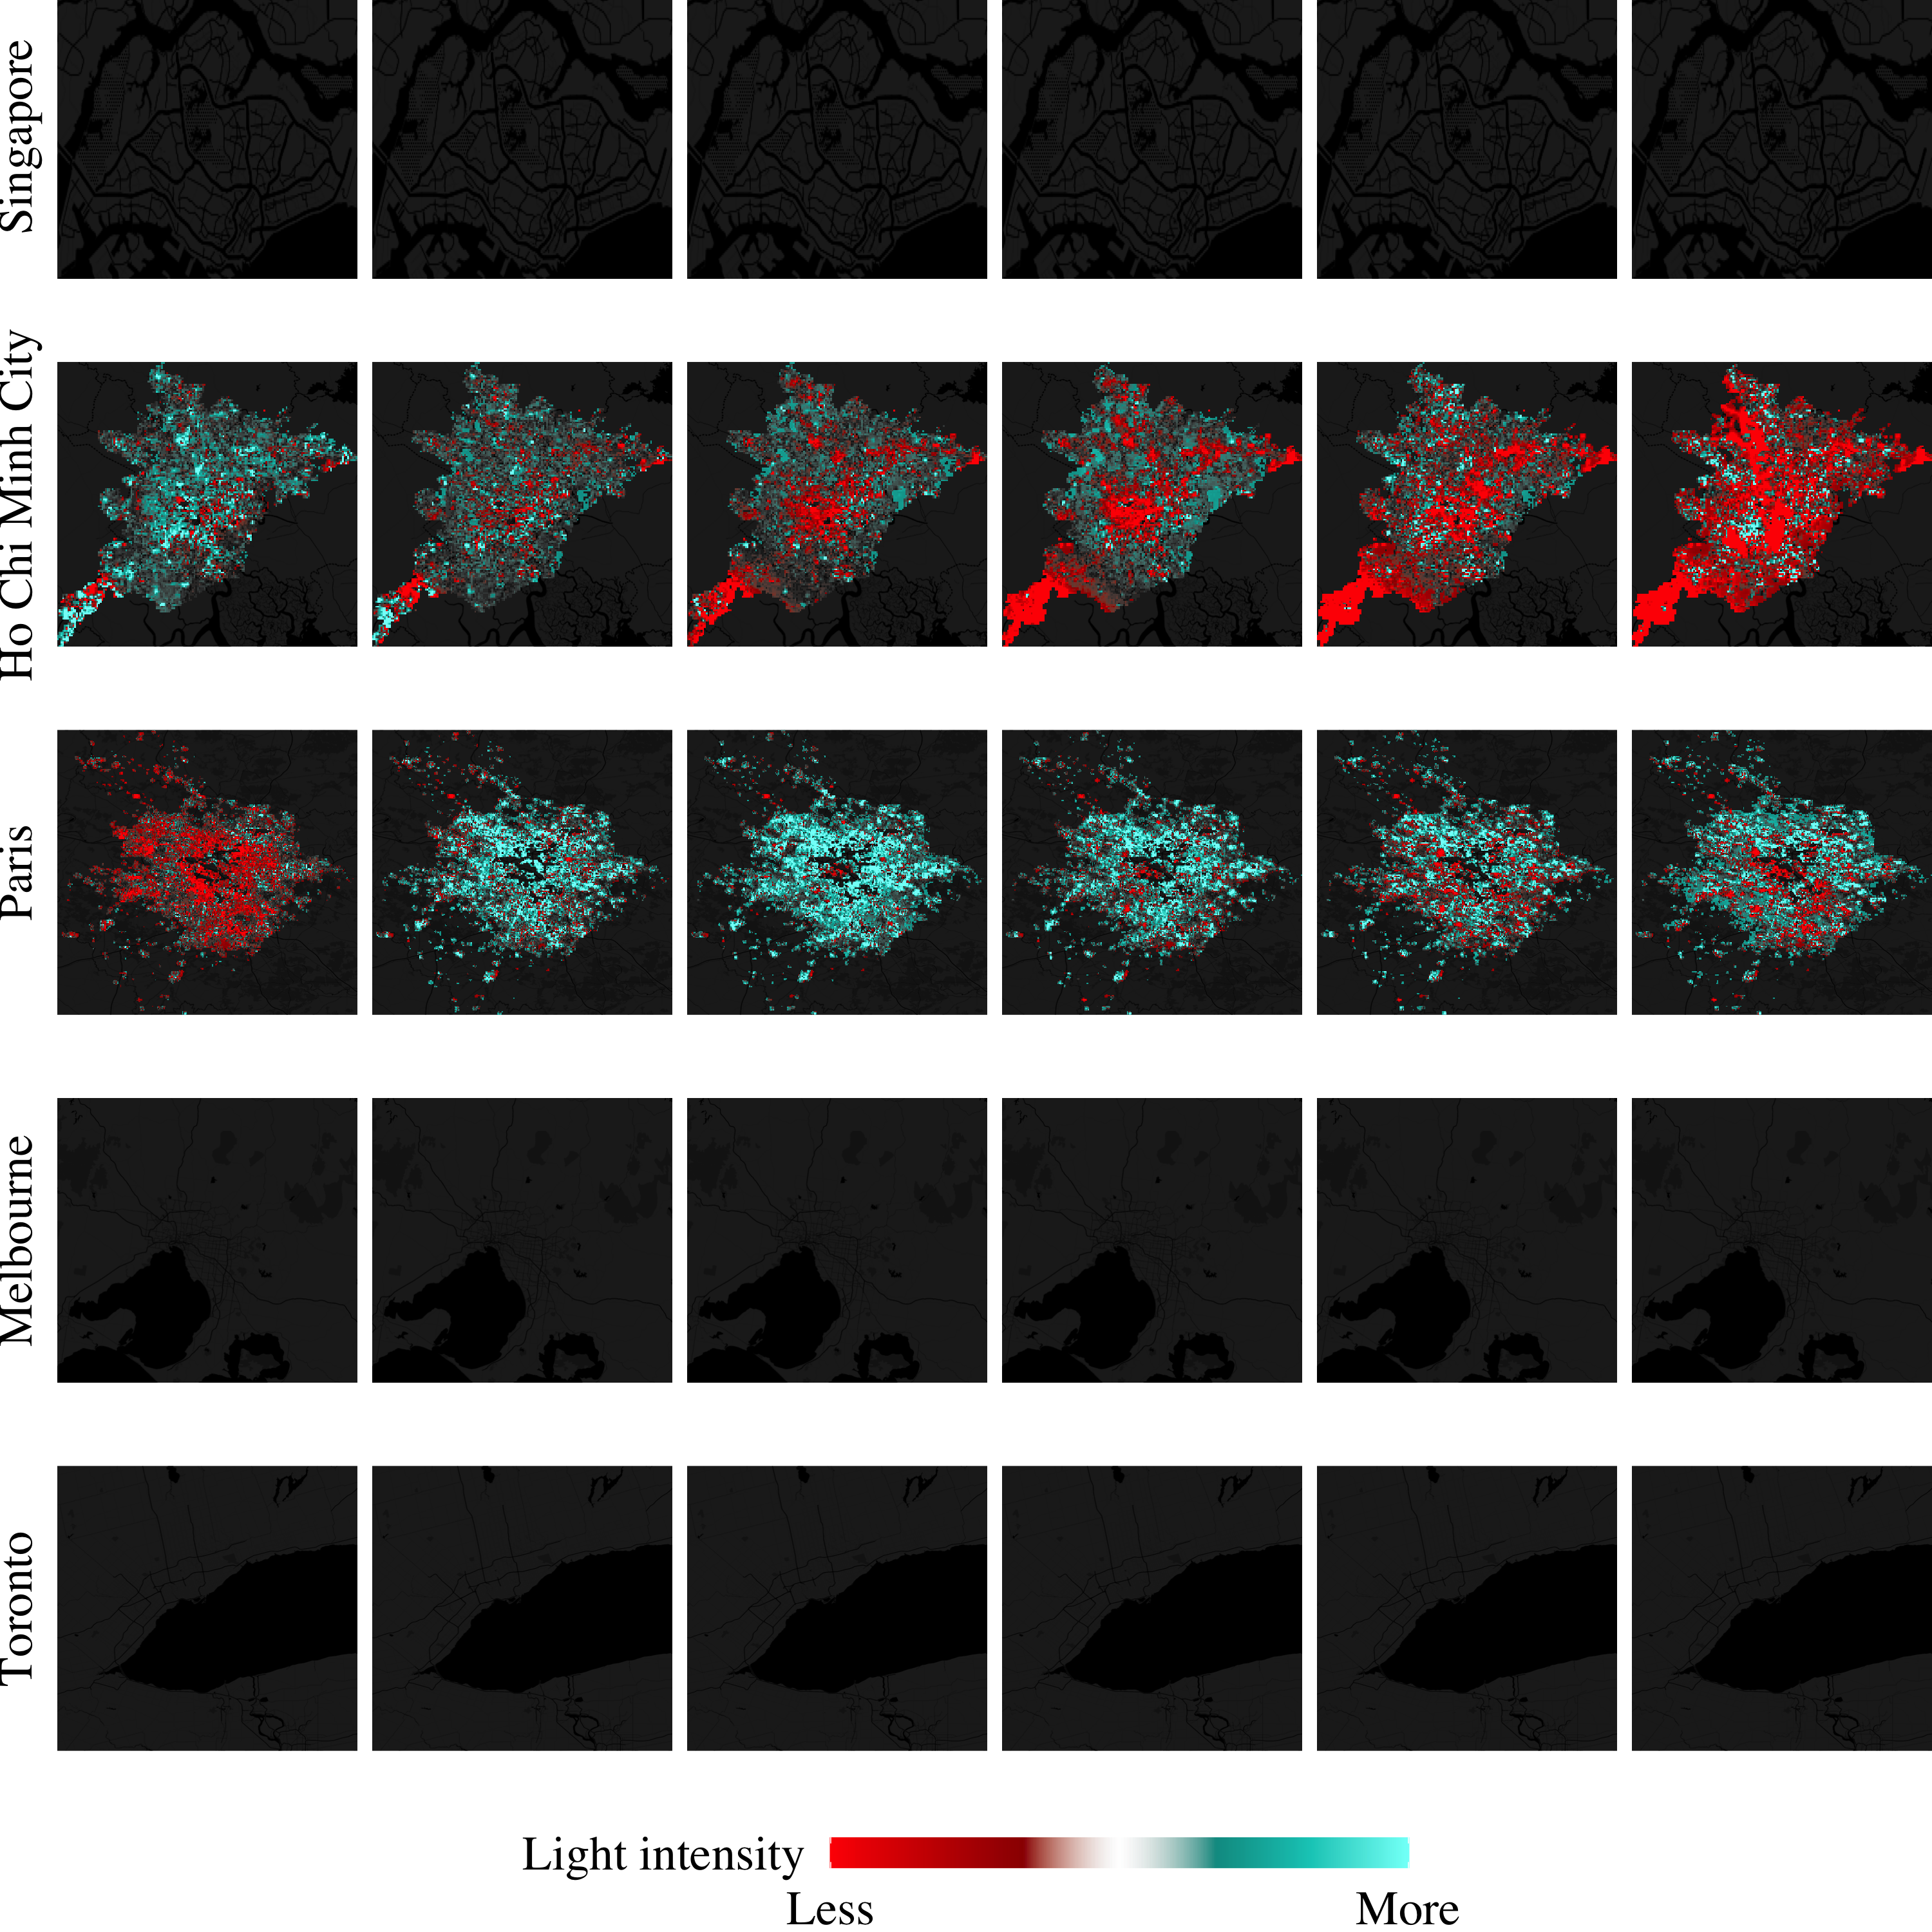 Singapore
Ho Chi Minh City
Paris
Melbourne
Toronto
Light intensity
Less More